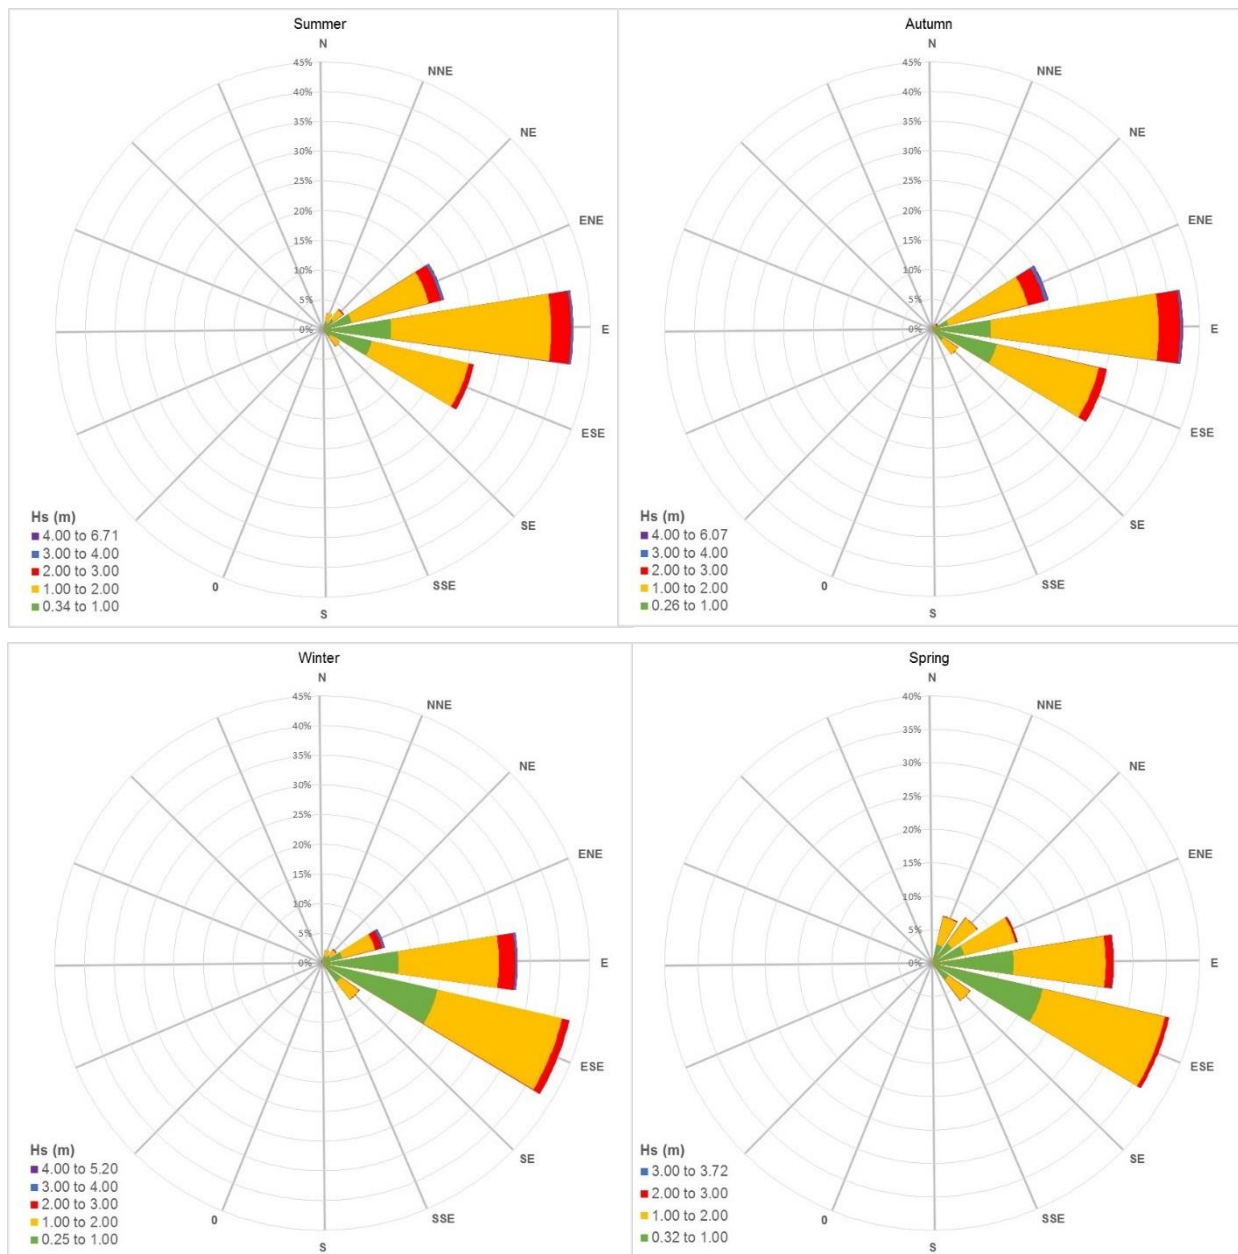 Summer
N
45%
NNE
40%
35%
NE
30%
25%
ENE
20%
15%
10%
5%
0%
E
ESE
SE
Hs (m)
4.00 to 6.71
3.00 to 4.00
2.00 to 3.00
SSE
0
1.00 to 2.00
0.34 to 1.00
S
Autumn
N
45%
NNE
40%
35%
NE
30%
25%
ENE
20%
15%
10%
5%
0%
E
ESE
SE
Hs (m)
4.00 to 6.07
3.00 to 4.00
2.00 to 3.00
SSE
0
1.00 to 2.00
0.26 to 1.00
S
Winter
N
45%
NNE
40%
35%
NE
30%
25%
ENE
20%
15%
10%
5%
0%
E
ESE
SE
Hs (m)
4.00 to 5.20
3.00 to 4.00
2.00 to 3.00
SSE
0
1.00 to 2.00
0.25 to 1.00
S
Spring
N
40%
NNE
35%
NE
30%
25%
ENE
20%
15%
10%
5%
0%
E
ESE
SE
Hs (m)
3.00 to 3.72
2.00 to 3.00
1.00 to 2.00
SSE
0
0.32 to 1.00
S